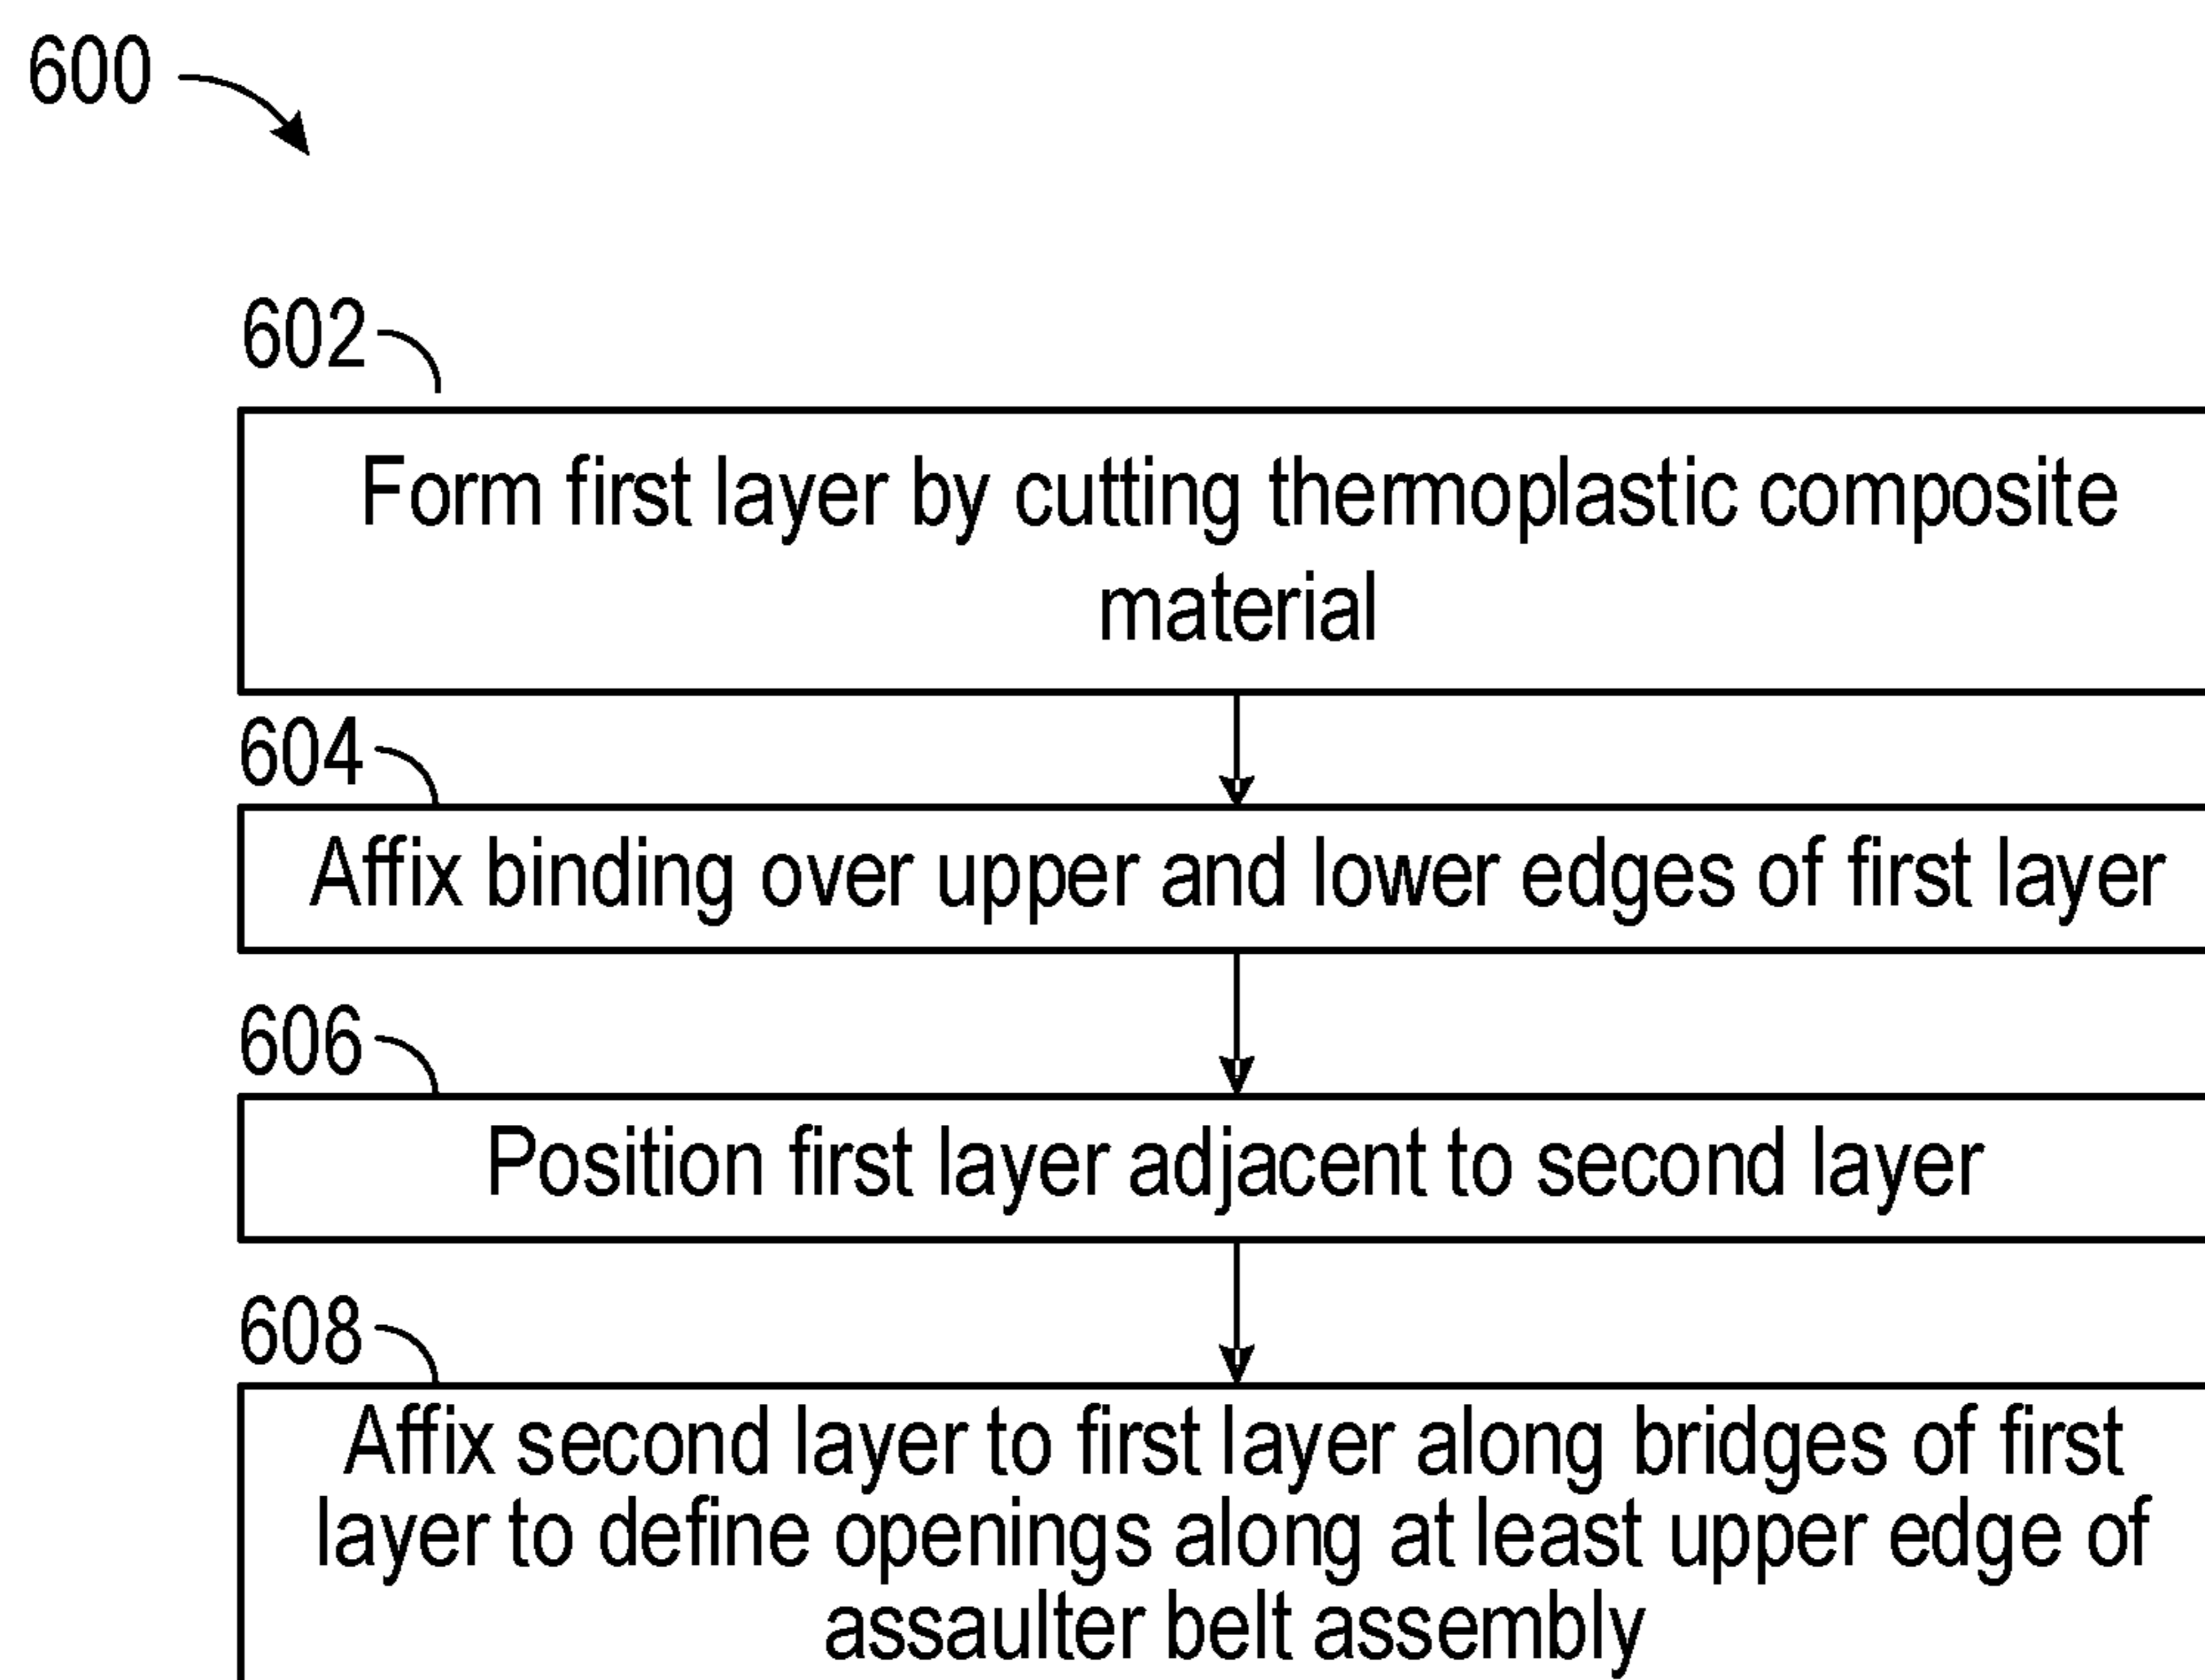 600
602
Form first layer by cutting thermoplastic composite
material
604
Affix binding over upper and lower edges of first layer
606
Position first layer adjacent to second layer
608
Affix second layer to first layer along bridges of first
layer to define openings along at least upper edge of
assaulter belt assembly